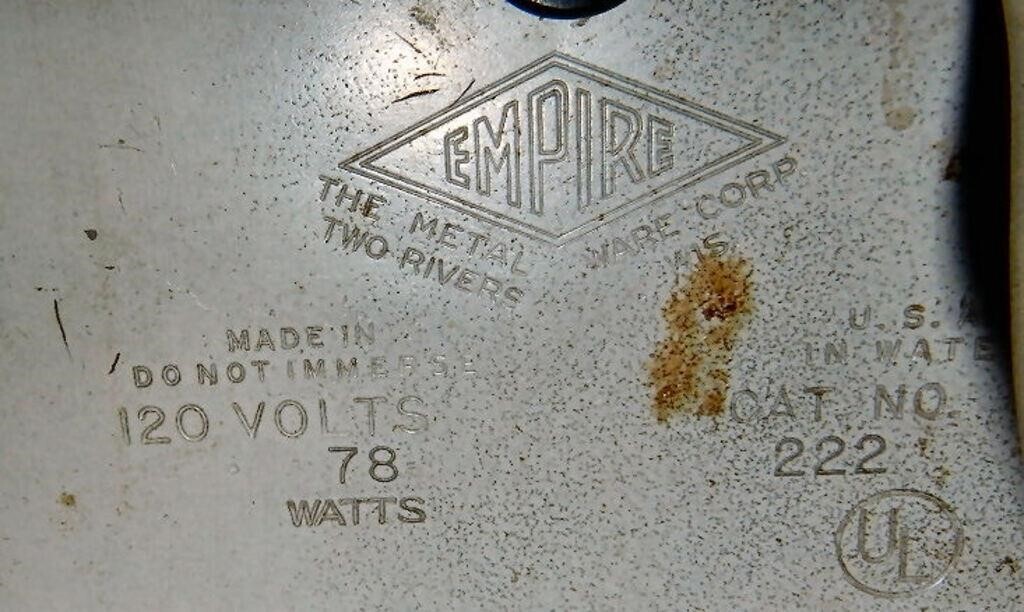 EMPIRE
THE METAL WARE CORP.
TWO RIVERS WIS.
MADE IN U. S. A
DO NOT IMMERSE IN WATE
120 VOLTS CAT. NO.
78 222
WATTS
UL